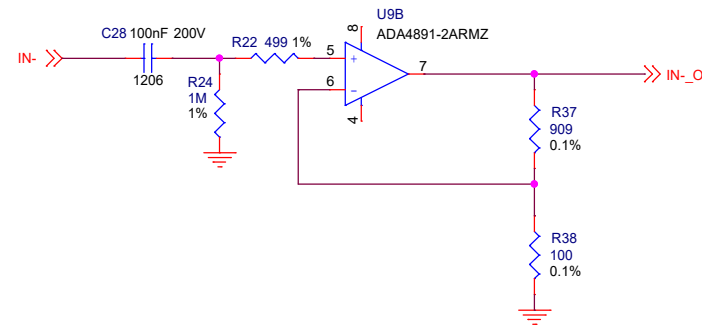 U9B
ADA4891-2ARMZ
C28 100nF 200V
R22 499 1%
8
IN-
5
+
7
IN-_O
1206
R24
1M
1%
6
-
4
R37
909
0.1%
R38
100
0.1%